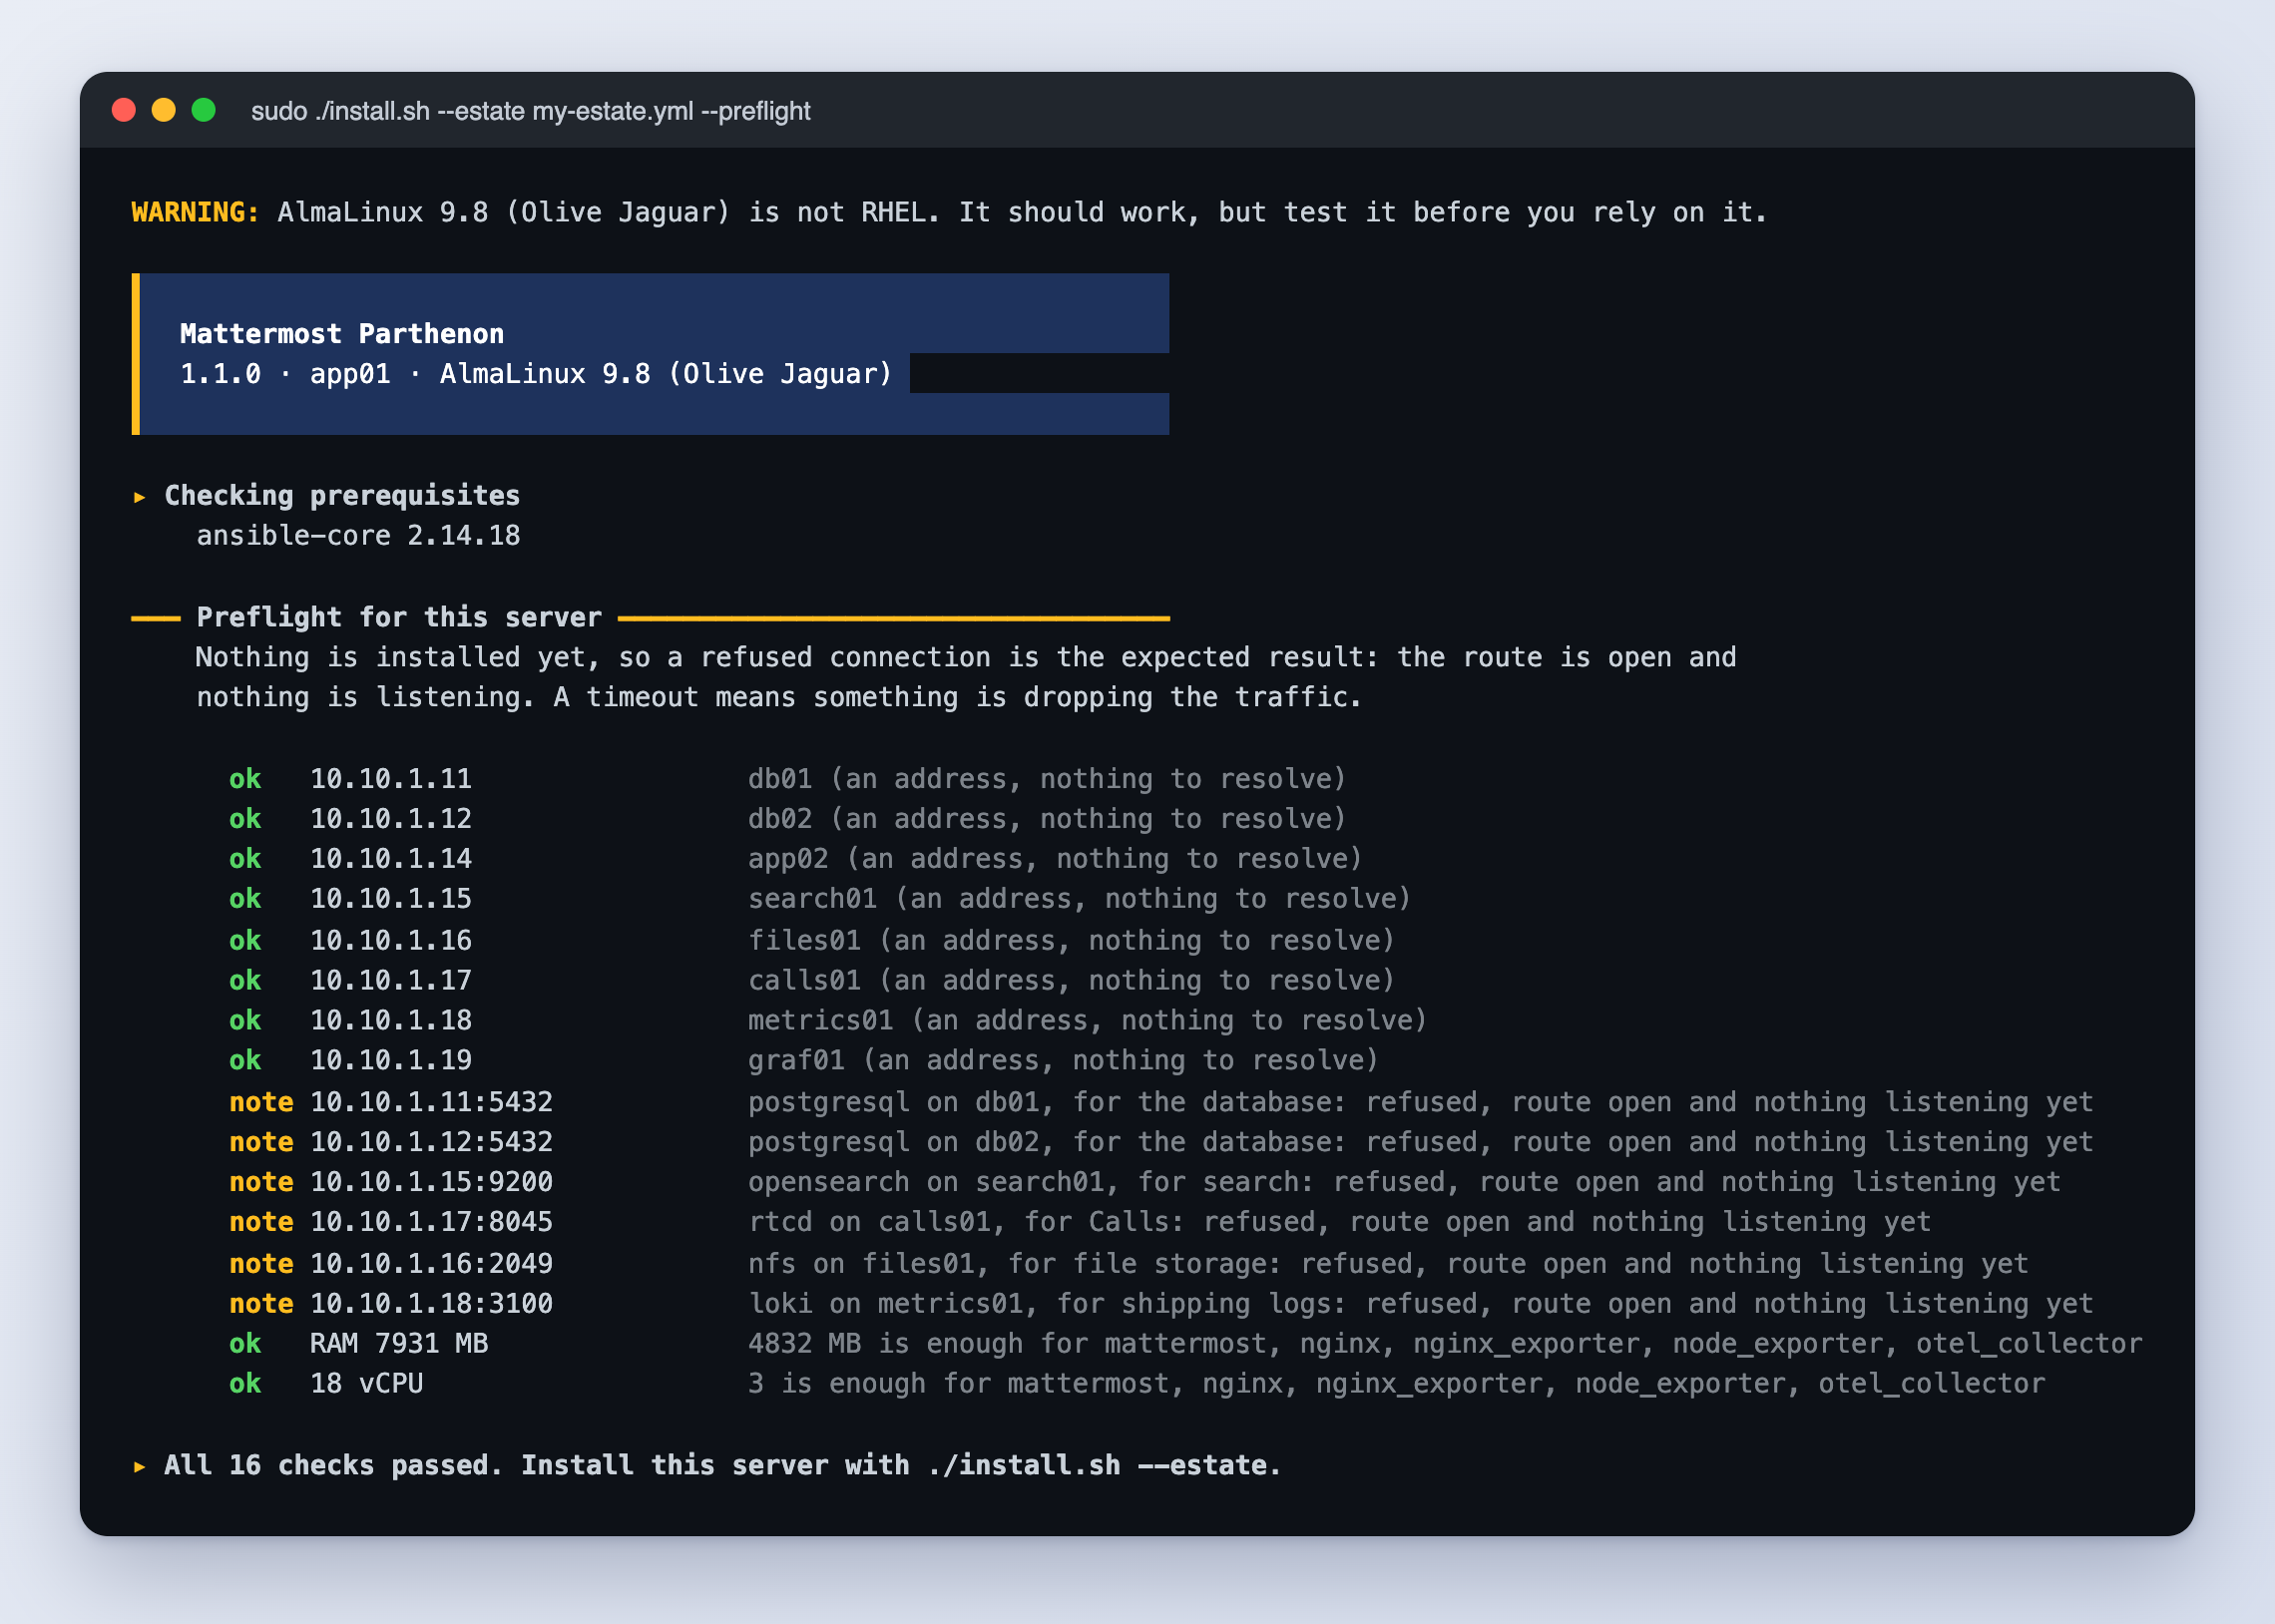 sudo ./install.sh --estate my-estate.yml --preflight
WARNING: AlmaLinux 9.8 (Olive Jaguar) is not RHEL. It should work, but test it before you rely on it.
Mattermost Parthenon
1.1.0 · app01 · AlmaLinux 9.8 (Olive Jaguar)
▸ Checking prerequisites
ansible-core 2.14.18
Preflight for this server
Nothing is installed yet, so a refused connection is the expected result: the route is open and
nothing is listening. A timeout means something is dropping the traffic.
ok 10.10.1.11 db01 (an address, nothing to resolve)
ok 10.10.1.12 db02 (an address, nothing to resolve)
ok 10.10.1.14 app02 (an address, nothing to resolve)
ok 10.10.1.15 search01 (an address, nothing to resolve)
ok 10.10.1.16 files01 (an address, nothing to resolve)
ok 10.10.1.17 calls01 (an address, nothing to resolve)
ok 10.10.1.18 metrics01 (an address, nothing to resolve)
ok 10.10.1.19 graf01 (an address, nothing to resolve)
note 10.10.1.11:5432 postgresql on db01, for the database: refused, route open and nothing listening yet
note 10.10.1.12:5432 postgresql on db02, for the database: refused, route open and nothing listening yet
note 10.10.1.15:9200 opensearch on search01, for search: refused, route open and nothing listening yet
note 10.10.1.17:8045 rtcd on calls01, for Calls: refused, route open and nothing listening yet
note 10.10.1.16:2049 nfs on files01, for file storage: refused, route open and nothing listening yet
note 10.10.1.18:3100 loki on metrics01, for shipping logs: refused, route open and nothing listening yet
ok RAM 7931 MB 4832 MB is enough for mattermost, nginx, nginx_exporter, node_exporter, otel_collector
ok 18 vCPU 3 is enough for mattermost, nginx, nginx_exporter, node_exporter, otel_collector
▸ All 16 checks passed. Install this server with ./install.sh --estate.